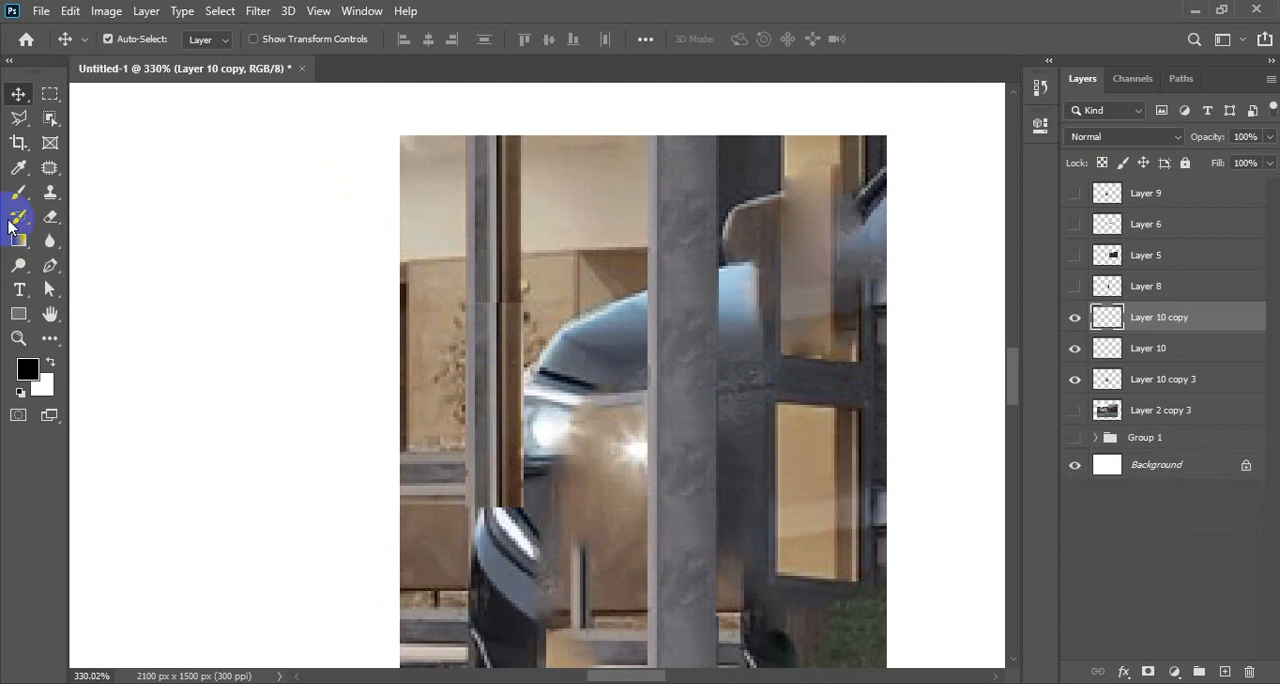 Ps File Edit Image Layer Type Select Filter 3D View Window Help
Auto-Select: Layer Show Transform Controls 3D Mode:
Untitled-1 @ 330% (Layer 10 copy, RGB/8) *
Layers Channels Paths
Kind
Normal Opacity: 100%
Lock: Fill: 100%
Layer 9
Layer 6
Layer 5
Layer 8
Layer 10 copy
Layer 10
Layer 10 copy 3
Layer 2 copy 3
Group 1
Background
330.02% 2100 px x 1500 px (300 ppi)